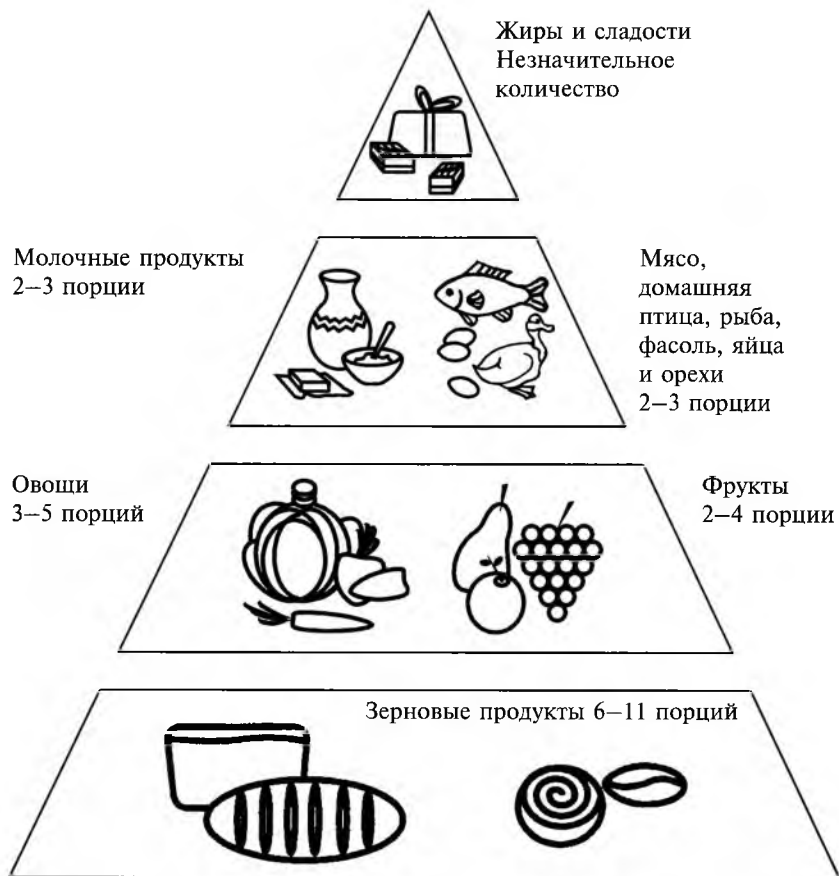 Жиры и сладости
Незначительное
количество
Молочные продукты
2–3 порции
Мясо,
домашняя
птица, рыба,
фасоль, яйца
и орехи
2–3 порции
Овощи
3–5 порций
Фрукты
2–4 порции
Зерновые продукты 6–11 порций